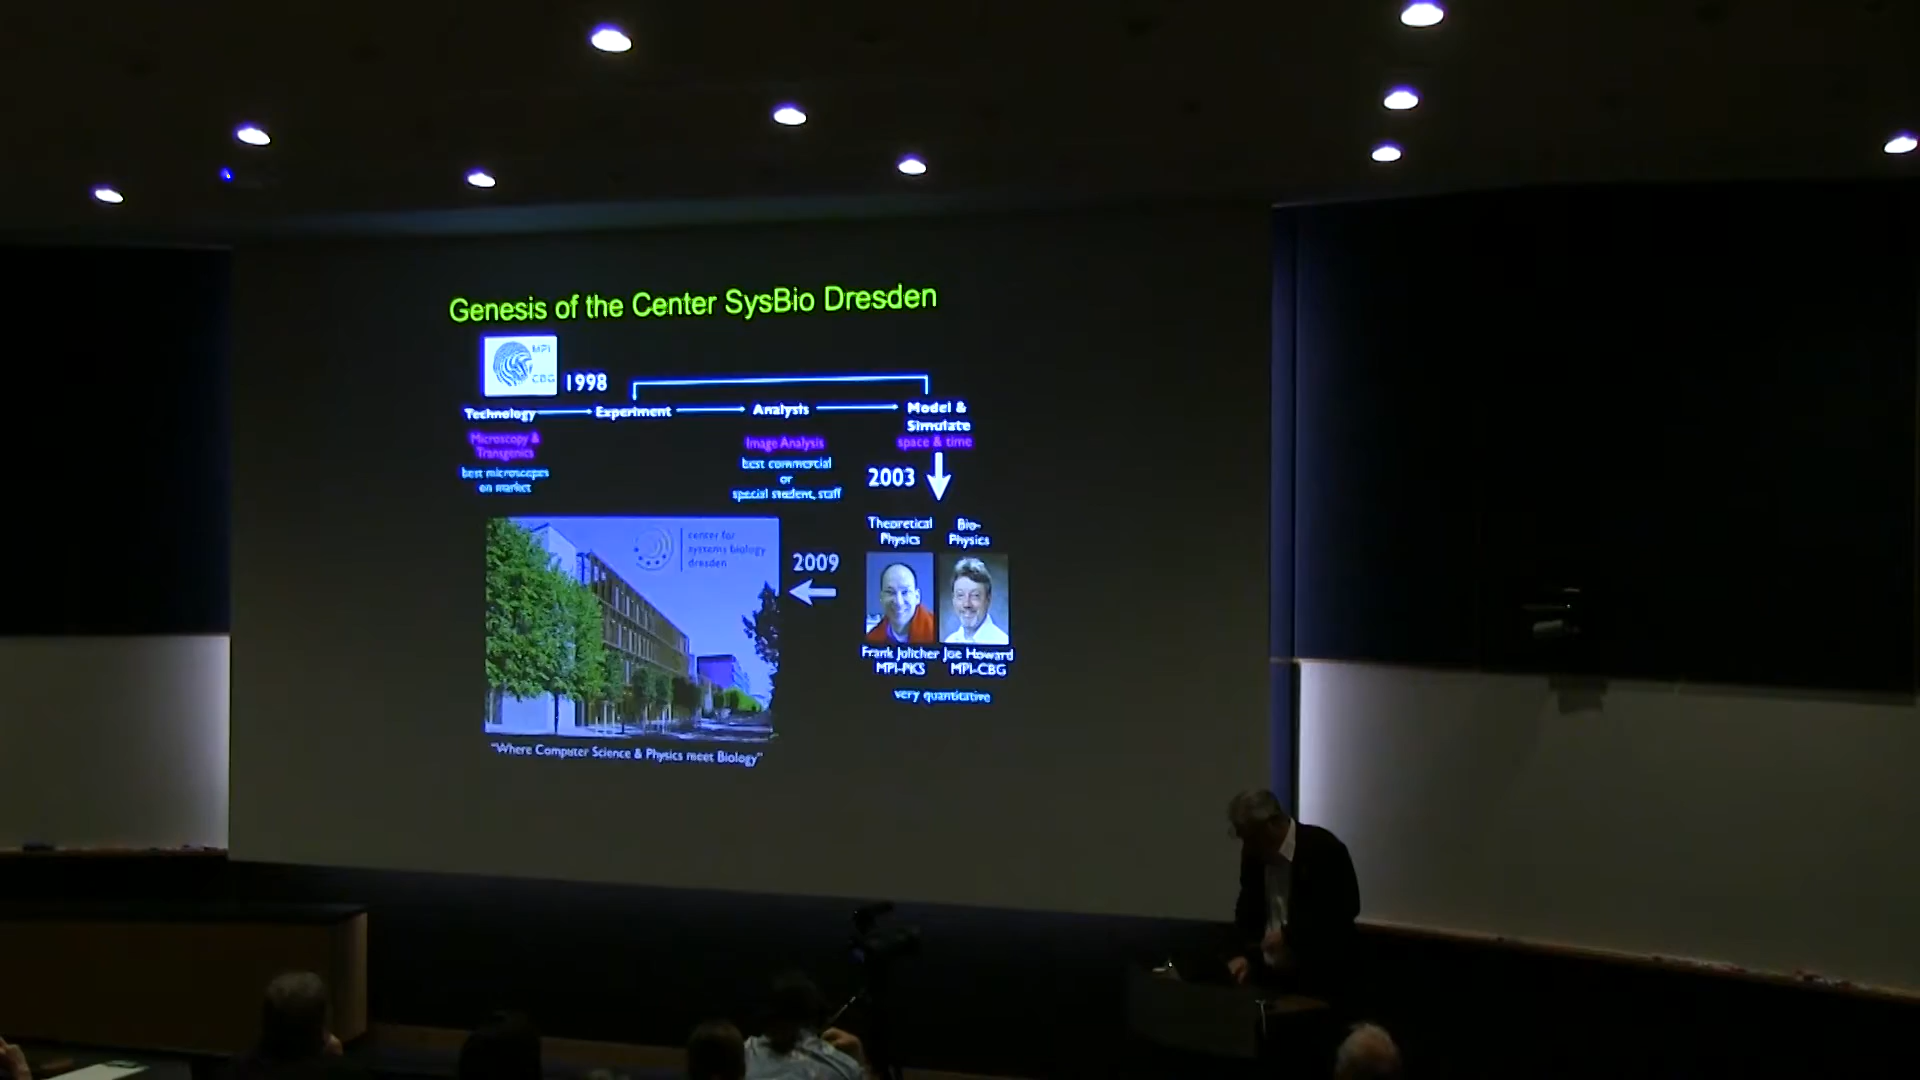 Genesis of the Center SysBio Dresden
MPI
CBG
1998
Technology
Experiment
Analysis
Model &
Simulate
Microscopy &
Transgenics
best microscopes
on market
Image Analysis
best commercial
or
special student, staff
space & time
2003
Theoretical
Physics
Bio-
Physics
center for
systems biology
dresden
2009
Frank Julicher
MPI-PKS
Joe Howard
MPI-CBG
very quantitative
"Where Computer Science & Physics meet Biology"